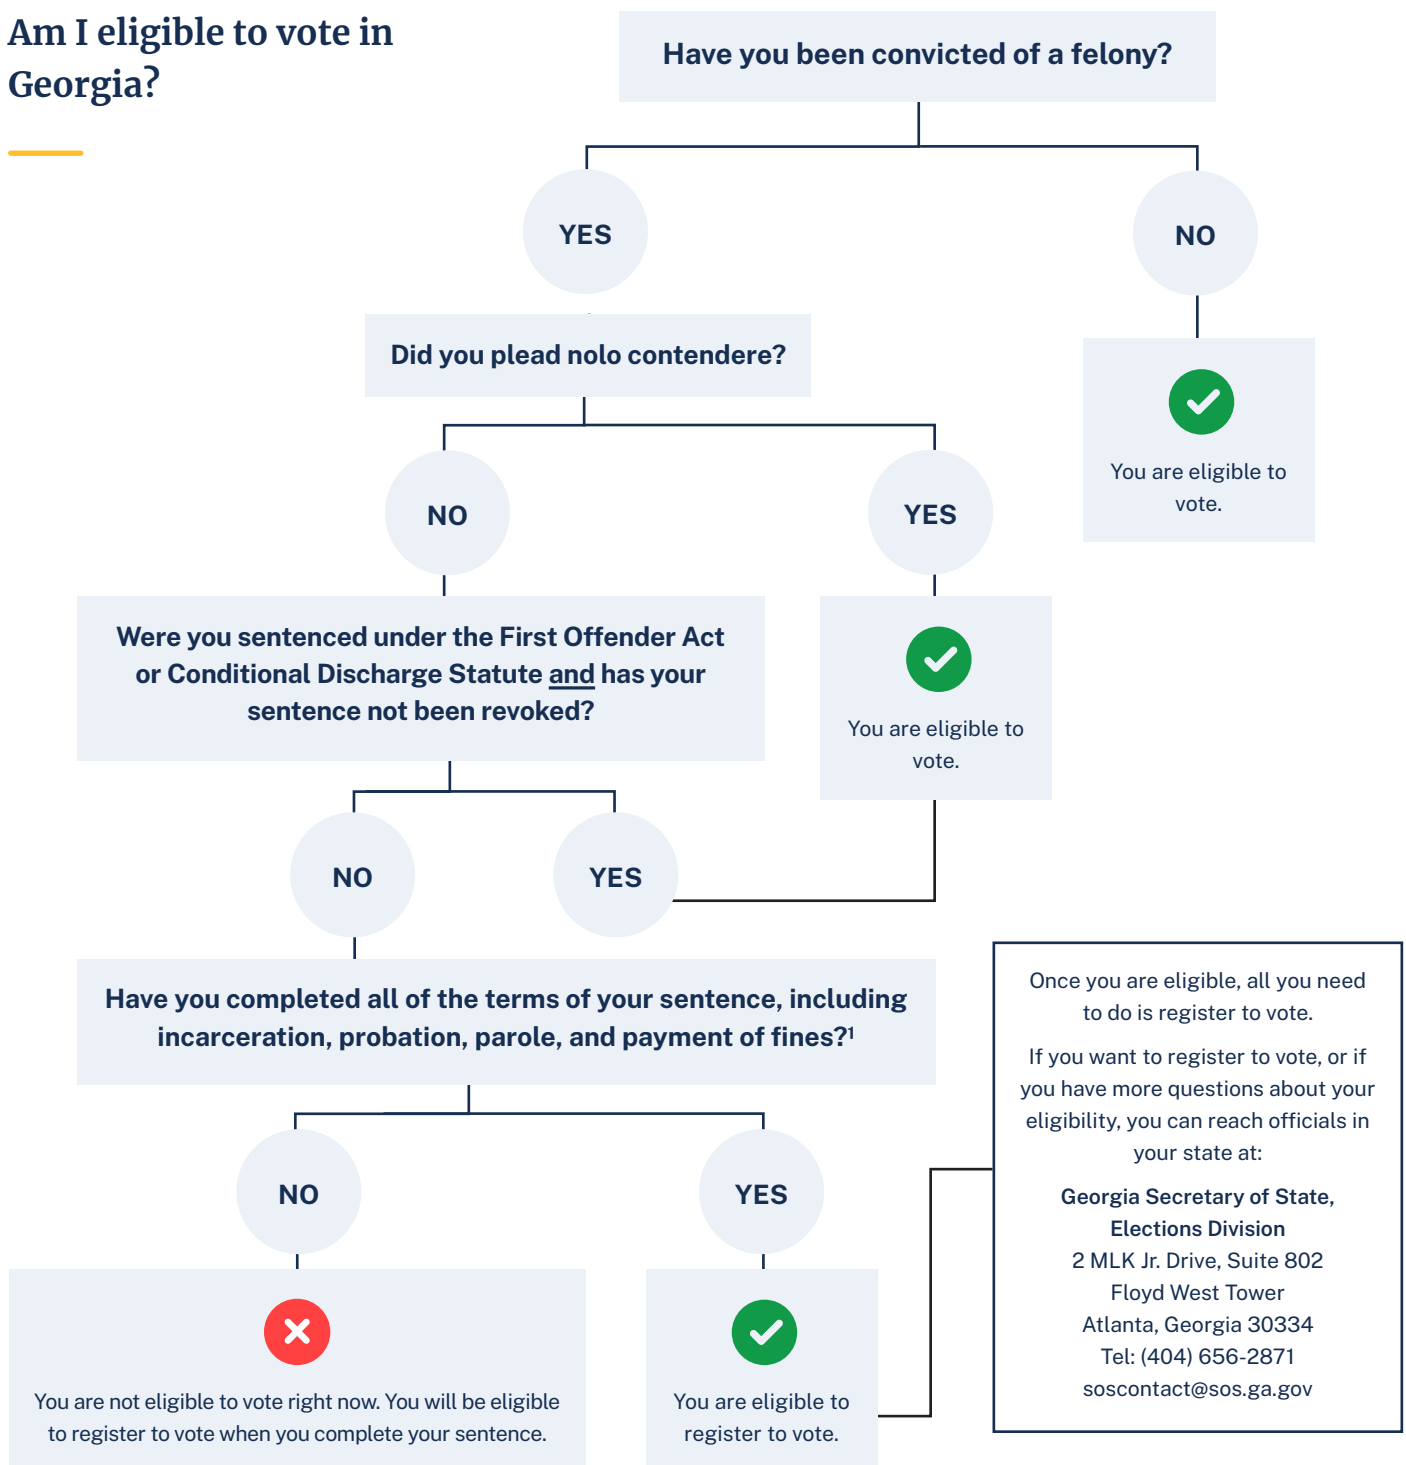 Am I eligible to vote in
Georgia?
Have you been convicted of a felony?
YES
NO
Did you plead nolo contendere?
You are eligible to
vote.
NO
YES
Were you sentenced under the First Offender Act
or Conditional Discharge Statute and has your
sentence not been revoked?
You are eligible to
vote.
NO
YES
Have you completed all of the terms of your sentence, including
incarceration, probation, parole, and payment of fines?¹
NO
YES
You are not eligible to vote right now. You will be eligible
to register to vote when you complete your sentence.
You are eligible to
register to vote.
Once you are eligible, all you need
to do is register to vote.
If you want to register to vote, or if
you have more questions about your
eligibility, you can reach officials in
your state at:
Georgia Secretary of State,
Elections Division
2 MLK Jr. Drive, Suite 802
Floyd West Tower
Atlanta, Georgia 30334
Tel: (404) 656-2871
soscontact@sos.ga.gov